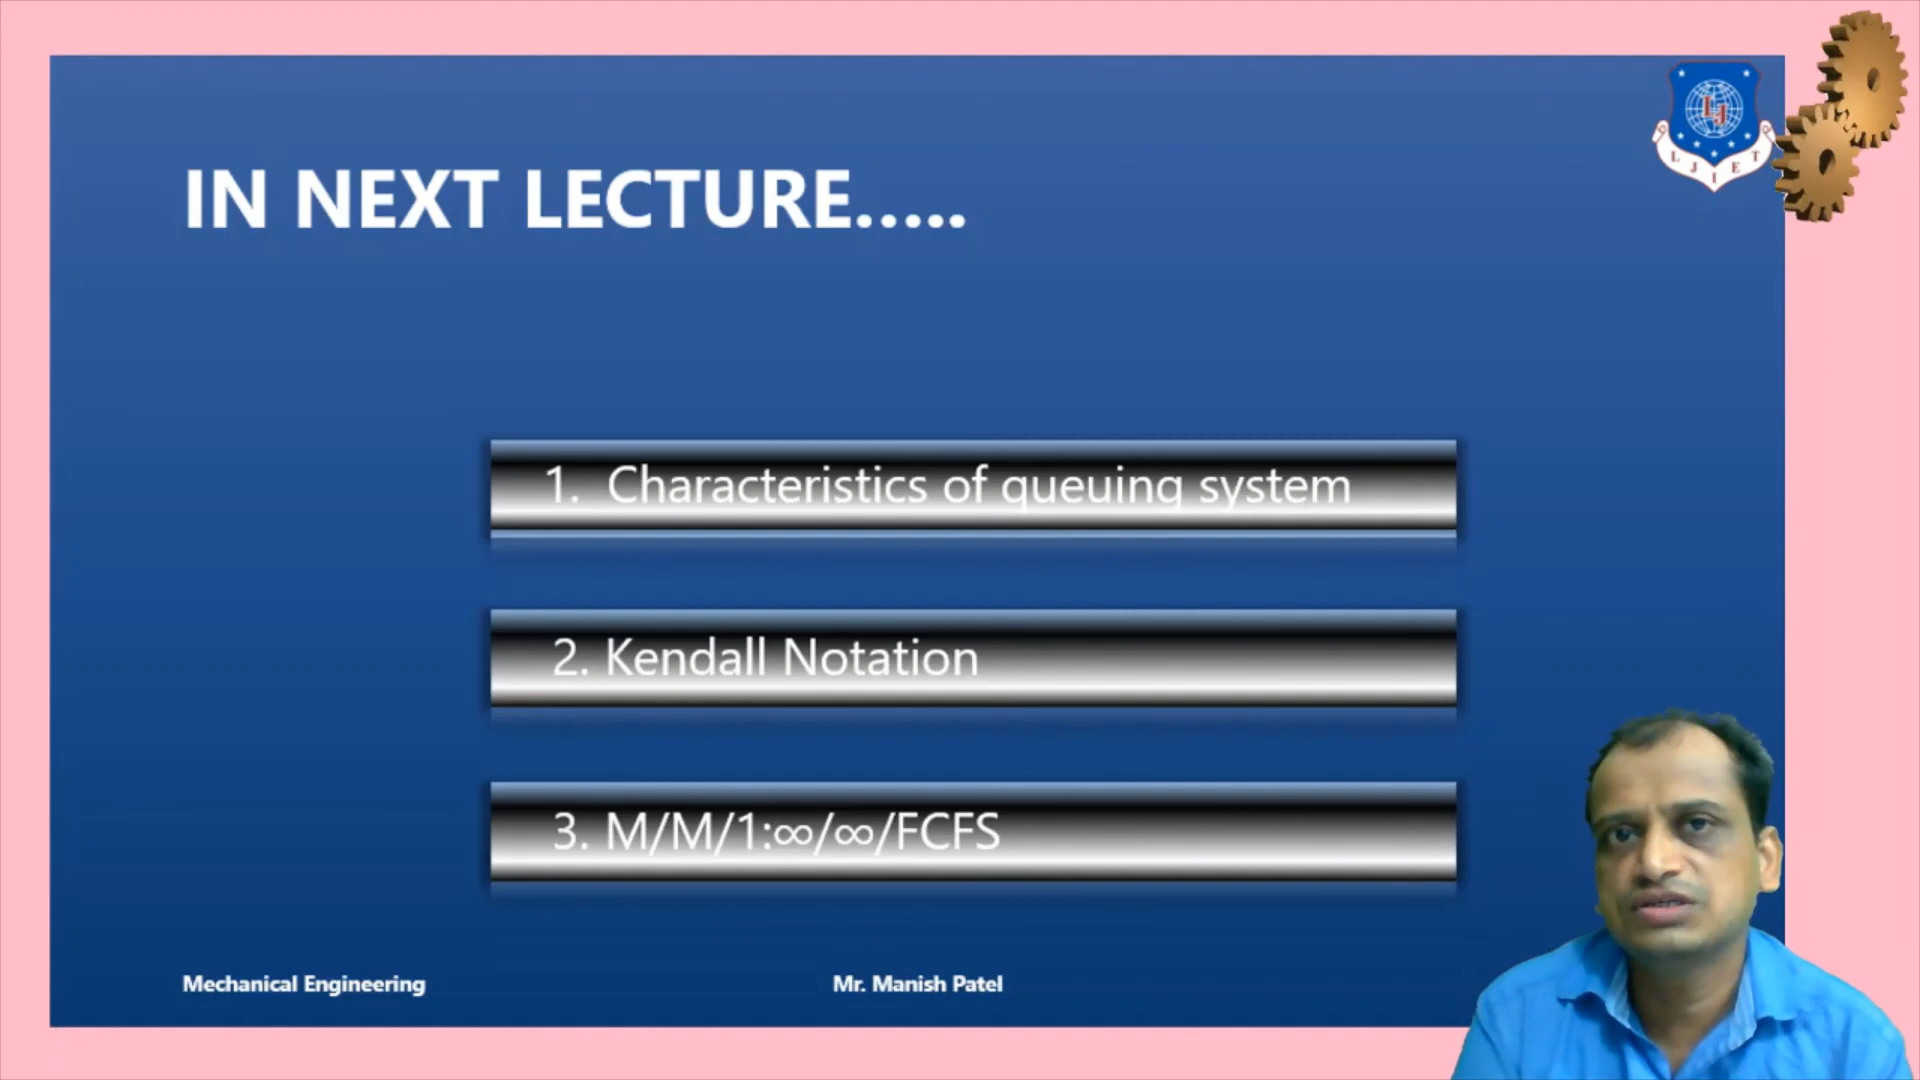 IN NEXT LECTURE.....
LJ
L J I E T
1. Characteristics of queuing system
2. Kendall Notation
3. M/M/1:∞/∞/FCFS
Mechanical Engineering
Mr. Manish Patel